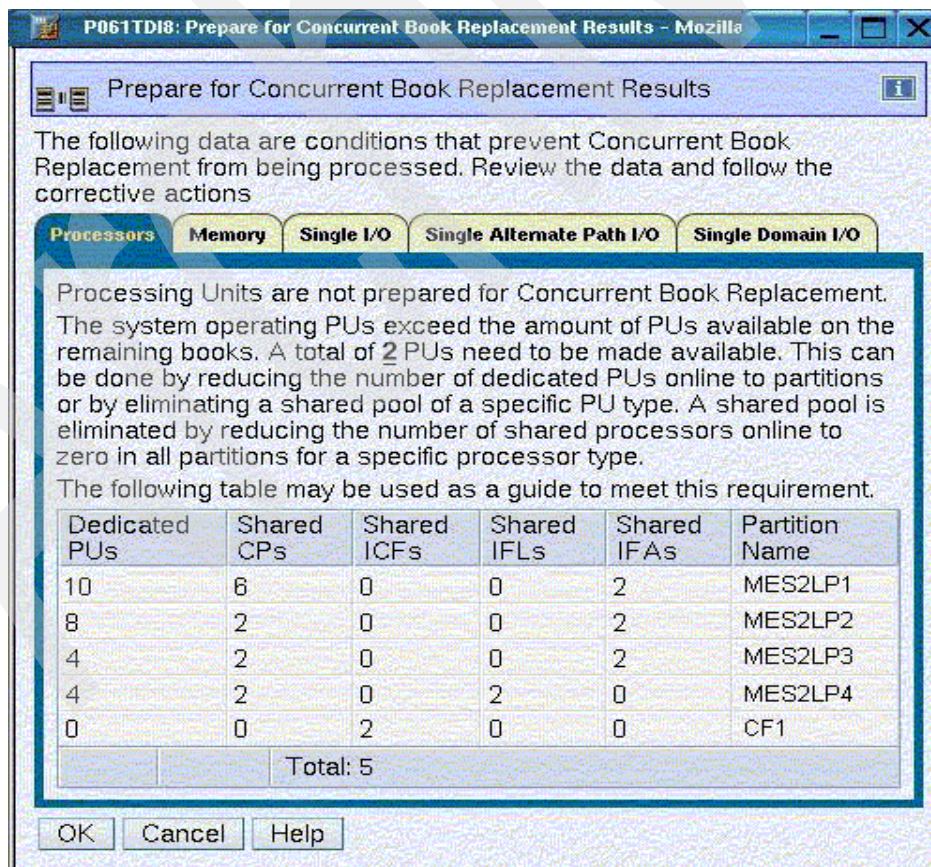 P061TDI8: Prepare for Concurrent Book Replacement Results - Mozilla
Prepare for Concurrent Book Replacement Results
The following data are conditions that prevent Concurrent Book
Replacement from being processed. Review the data and follow the
corrective actions
Processors Memory Single I/O Single Alternate Path I/O Single Domain I/O
Processing Units are not prepared for Concurrent Book Replacement.
The system operating PUs exceed the amount of PUs available on the
remaining books. A total of 2 PUs need to be made available. This can
be done by reducing the number of dedicated PUs online to partitions
or by eliminating a shared pool of a specific PU type. A shared pool is
eliminated by reducing the number of shared processors online to
zero in all partitions for a specific processor type.
The following table may be used as a guide to meet this requirement.
Dedicated PUs Shared CPs Shared ICFs Shared IFLs Shared IFAs Partition Name
10 6 0 0 2 MES2LP1
8 2 0 0 2 MES2LP2
4 2 0 0 2 MES2LP3
4 2 0 2 0 MES2LP4
0 0 2 0 0 CF1
Total: 5
OK Cancel Help